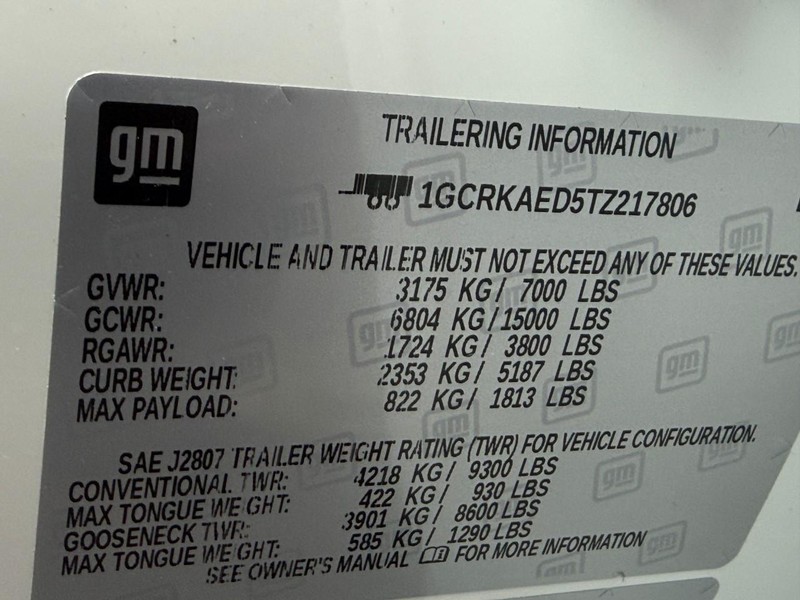 gm
TRAILERING INFORMATION
1GCRKAED5TZ217806
VEHICLE AND TRAILER MUST NOT EXCEED ANY OF THESE VALUES.
GVWR: 3175 KG/ 7000 LBS
GCWR: 6804 KG/15000 LBS
RGAWR: 1724 KG/ 3800 LBS
CURB WEIGHT: 2353 KG/ 5187 LBS
MAX PAYLOAD: 822 KG/ 1813 LBS
SAE J2807 TRAILER WEIGHT RATING (TWR) FOR VEHICLE CONFIGURATION.
CONVENTIONAL TWR: 4218 KG/ 9300 LBS
MAX TONGUE WEIGHT: 422 KG/ 930 LBS
GOOSENECK TWR: 3901 KG/ 8600 LBS
MAX TONGUE WEIGHT: 585 KG/ 1290 LBS
SEE OWNER'S MANUAL FOR MORE INFORMATION